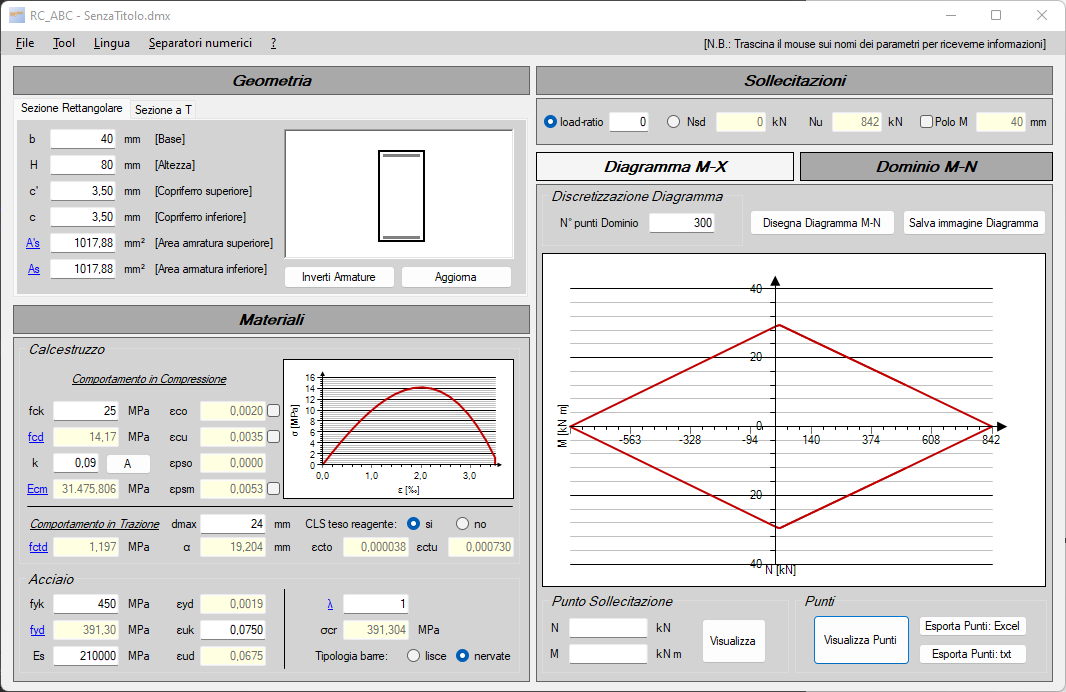 RC_ABC - SenzaTitolo.dmx
File Tool Lingua Separatori numerici ? [N.B.: Trascina il mouse sui nomi dei parametri per riceverne informazioni]
Geometria
Sezione Rettangolare Sezione a T
b 40 mm [Base]
H 80 mm [Altezza]
c' 3,50 mm [Copriferro superiore]
c 3,50 mm [Copriferro inferiore]
A's 1017,88 mm² [Area amratura superiore]
As 1017,88 mm² [Area armatura inferiore]
Inverti Armature Aggiorna
Materiali
Calcestruzzo
Comportamento in Compressione
fck 25 MPa εco 0,0020
fcd 14,17 MPa εcu 0,0035
k 0,09 A εpso 0,0000
Ecm 31.475,806 MPa εpsm 0,0053
σ [MPa]
16
14
12
10
8
6
4
2
0
0,0 1,0 2,0 3,0
ε [‰]
Comportamento in Trazione dmax 24 mm CLS teso reagente: si no
fctd 1,197 MPa α 19,204 mm εcto 0,000038 εctu 0,000730
Acciaio
fyk 450 MPa εyd 0,0019 λ 1
fyd 391,30 MPa εuk 0,0750 σcr 391,304 MPa
Es 210000 MPa εud 0,0675 Tipologia barre: lisce nervate
Sollecitazioni
load-ratio 0 Nsd 0 kN Nu 842 kN Polo M 40 mm
Diagramma M-X Dominio M-N
Discretizzazione Diagramma
N° punti Dominio 300 Disegna Diagramma M-N Salva immagine Diagramma
M [kN m]
40
20
0
-563 -328 -94 140 374 608 842
20
40
N [kN]
Punto Sollecitazione
N kN
M kN m
Visualizza
Punti
Visualizza Punti
Esporta Punti: Excel
Esporta Punti: txt